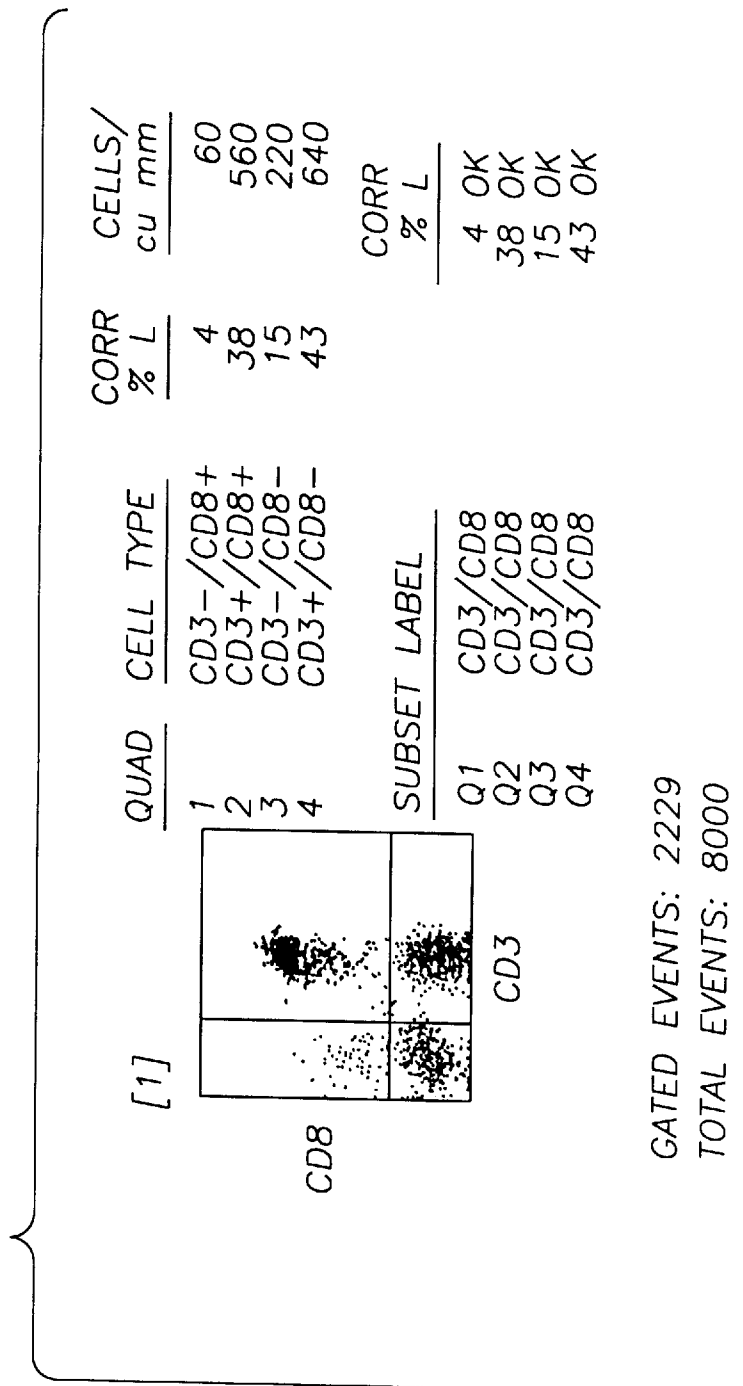 [1]
CD8
CD3
QUAD CELL TYPE CORR % L CELLS/ cu mm
1 CD3-/CD8+ 4 60
2 CD3+/CD8+ 38 560
3 CD3-/CD8- 15 220
4 CD3+/CD8- 43 640
SUBSET LABEL CORR % L
Q1 CD3/CD8 4 OK
Q2 CD3/CD8 38 OK
Q3 CD3/CD8 15 OK
Q4 CD3/CD8 43 OK
GATED EVENTS: 2229
TOTAL EVENTS: 8000